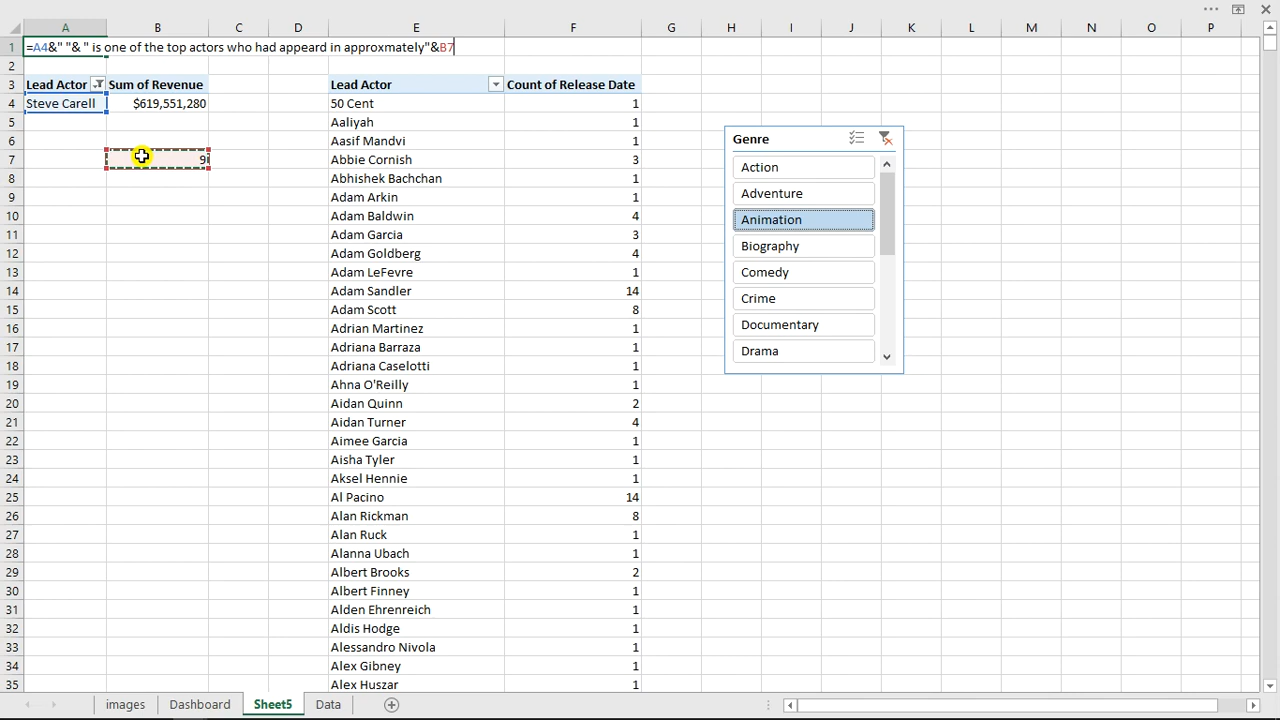 A B C D E F G H I J K L M N O P
1 =A4&" "& " is one of the top actors who had appeard in approxmately"&B7
2
3 Lead Actor Sum of Revenue Lead Actor Count of Release Date
4 Steve Carell $619,551,280 50 Cent 1
5 Aaliyah 1
6 Aasif Mandvi 1
7 9 Abbie Cornish 3
8 Abhishek Bachchan 1
9 Adam Arkin 1
10 Adam Baldwin 4
11 Adam Garcia 3
12 Adam Goldberg 4
13 Adam LeFevre 1
14 Adam Sandler 14
15 Adam Scott 8
16 Adrian Martinez 1
17 Adriana Barraza 1
18 Adriana Caselotti 1
19 Ahna O'Reilly 1
20 Aidan Quinn 2
21 Aidan Turner 4
22 Aimee Garcia 1
23 Aisha Tyler 1
24 Aksel Hennie 1
25 Al Pacino 14
26 Alan Rickman 8
27 Alan Ruck 1
28 Alanna Ubach 1
29 Albert Brooks 2
30 Albert Finney 1
31 Alden Ehrenreich 1
32 Aldis Hodge 1
33 Alessandro Nivola 1
34 Alex Gibney 1
35 Alex Huszar 1
Genre
Action
Adventure
Animation
Biography
Comedy
Crime
Documentary
Drama
images Dashboard Sheet5 Data